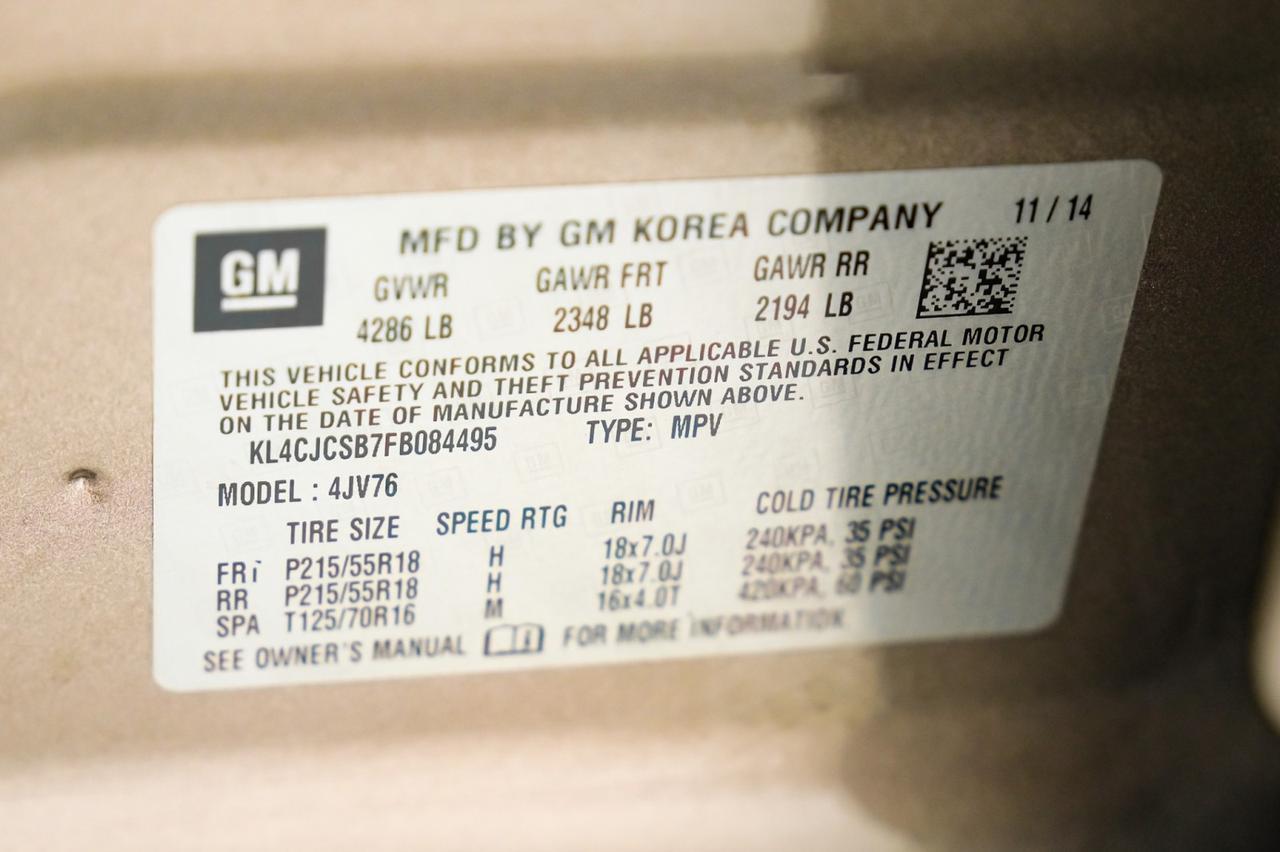 GM
MFD BY GM KOREA COMPANY 11 / 14
GVWR GAWR FRT GAWR RR
4286 LB 2348 LB 2194 LB
THIS VEHICLE CONFORMS TO ALL APPLICABLE U.S. FEDERAL MOTOR
VEHICLE SAFETY AND THEFT PREVENTION STANDARDS IN EFFECT
ON THE DATE OF MANUFACTURE SHOWN ABOVE.
KL4CJCSB7FB084495 TYPE: MPV
MODEL : 4JV76
TIRE SIZE SPEED RTG RIM COLD TIRE PRESSURE
FRT P215/55R18 H 18x7.0J 240KPA, 35 PSI
RR P215/55R18 H 18x7.0J 240KPA, 35 PSI
SPA T125/70R16 M 16x4.0T 420KPA, 60 PSI
SEE OWNER'S MANUAL FOR MORE INFORMATION